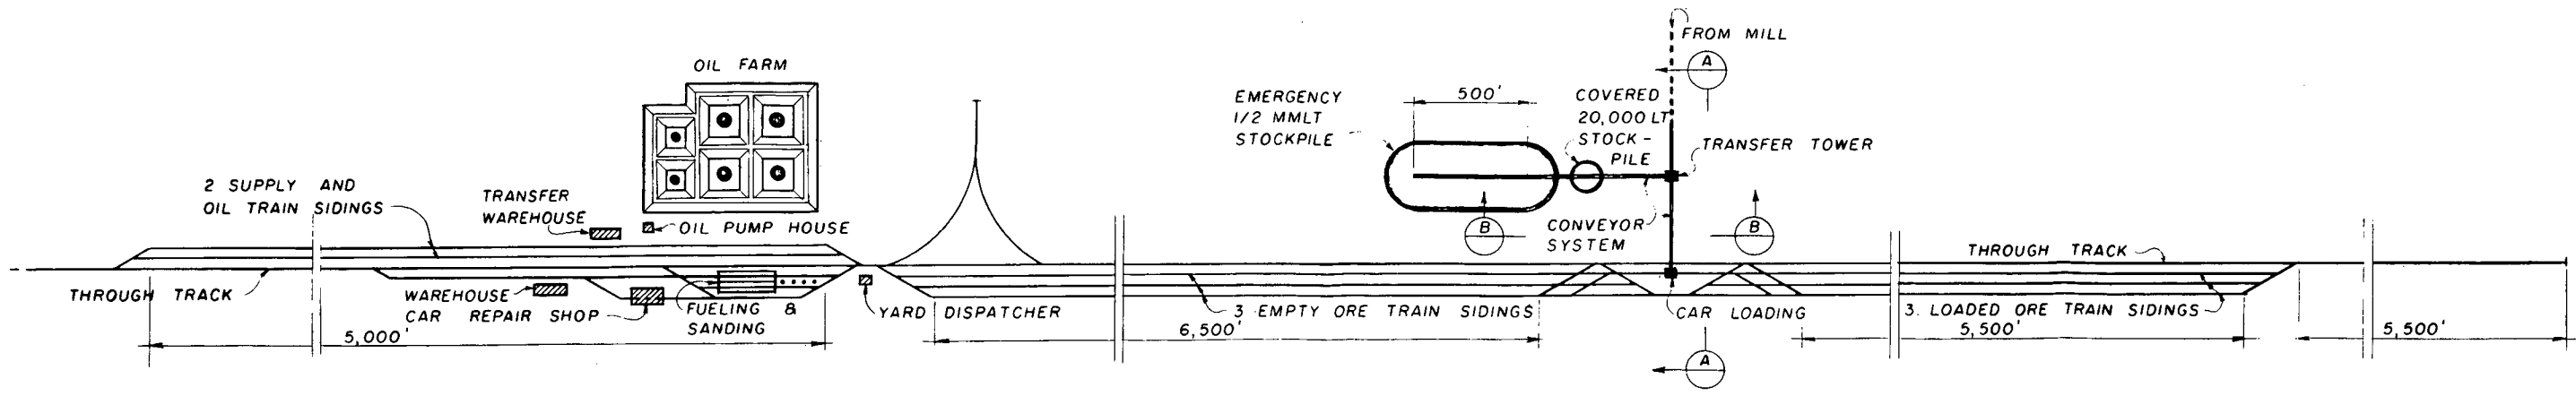 OIL FARM
2 SUPPLY AND
OIL TRAIN SIDINGS
TRANSFER
WAREHOUSE
OIL PUMP HOUSE
THROUGH TRACK
WAREHOUSE
CAR REPAIR SHOP
FUELING &
SANDING
YARD DISPATCHER
5,000'
6,500'
3 EMPTY ORE TRAIN SIDINGS
EMERGENCY
1/2 MMLT
STOCKPILE
500'
COVERED
20,000 LT
STOCK-
PILE
FROM MILL
A
TRANSFER TOWER
B
CONVEYOR
SYSTEM
B
CAR LOADING
A
THROUGH TRACK
3 LOADED ORE TRAIN SIDINGS
5,500'
5,500'